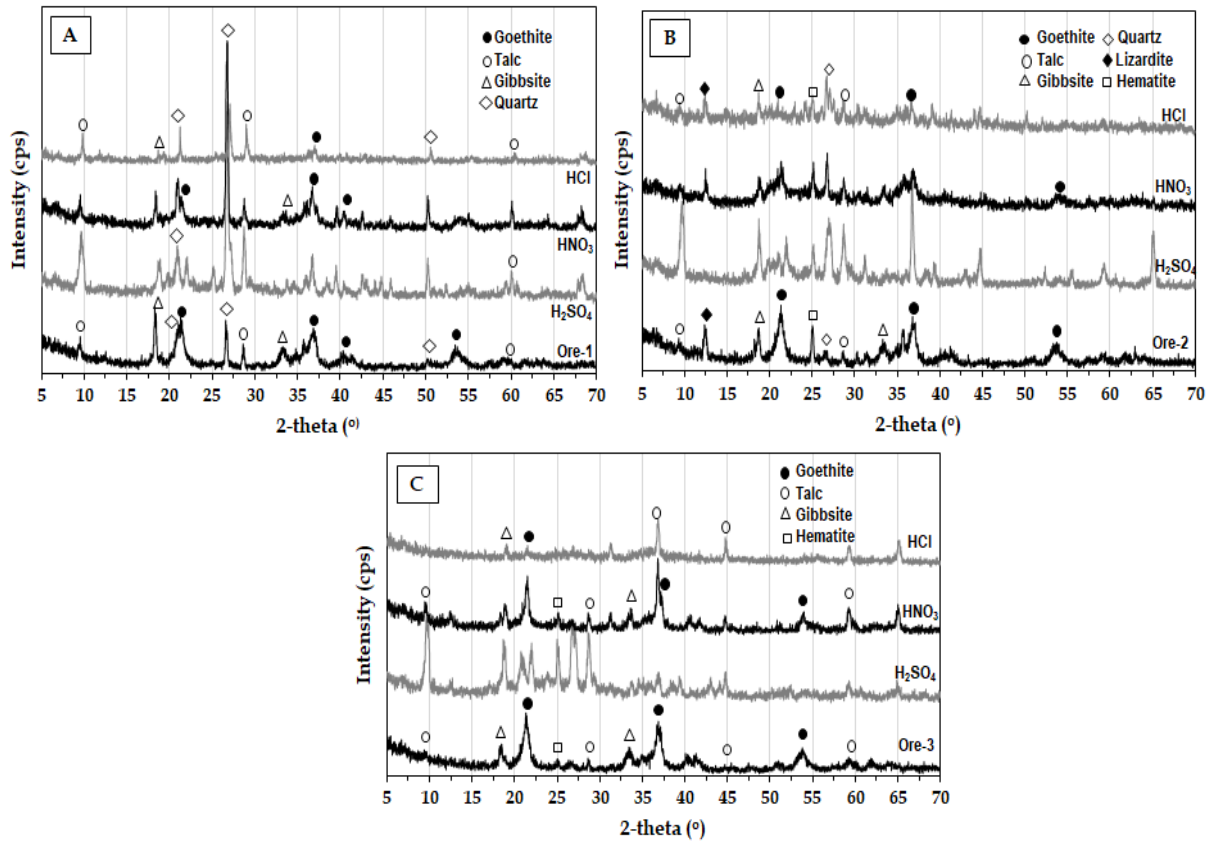 A
Goethite
Talc
Gibbsite
Quartz
HCl
HNO₃
H₂SO₄
Ore-1
Intensity (cps)
5 10 15 20 25 30 35 40 45 50 55 60 65 70
2-theta (º)
B
Goethite Quartz
Talc Lizardite
Gibbsite Hematite
HCl
HNO₃
H₂SO₄
Ore-2
Intensity (cps)
5 10 15 20 25 30 35 40 45 50 55 60 65 70
2-theta (º)
C
Goethite
Talc
Gibbsite
Hematite
HCl
HNO₃
H₂SO₄
Ore-3
Intensity (cps)
5 10 15 20 25 30 35 40 45 50 55 60 65 70
2-theta (º)